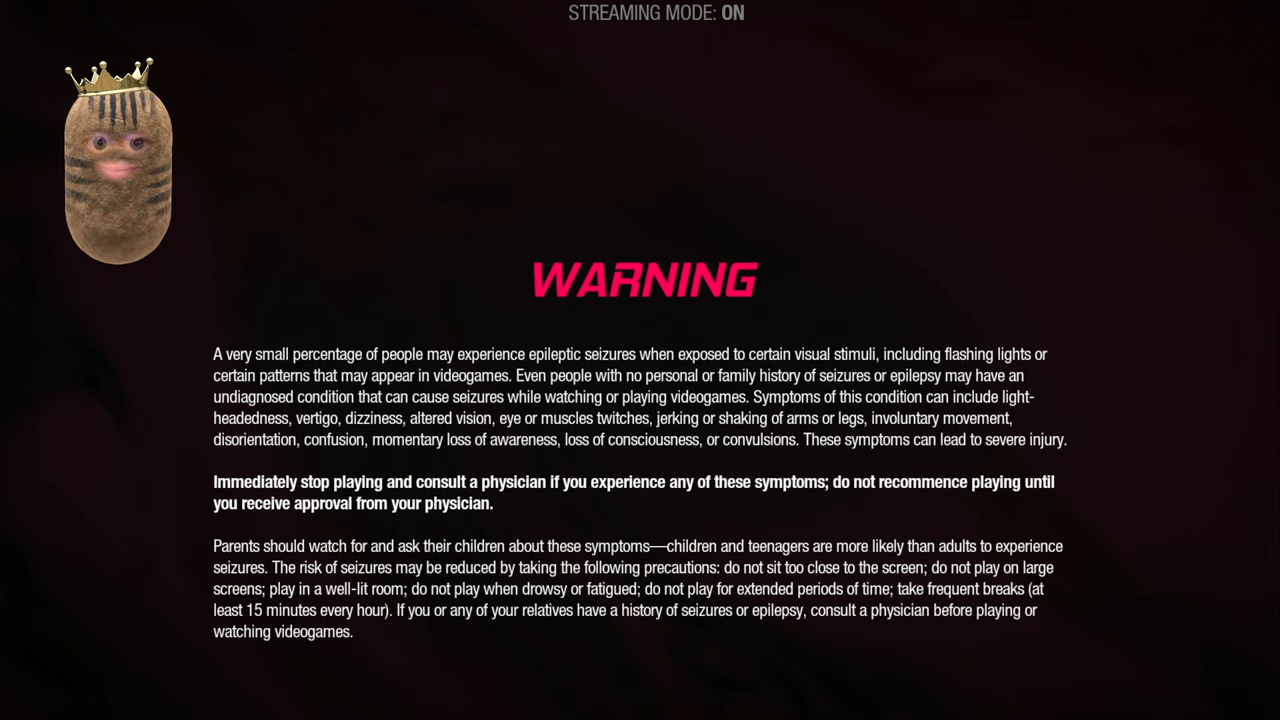 STREAMING MODE: ON
WARNING
A very small percentage of people may experience epileptic seizures when exposed to certain visual stimuli, including flashing lights or
certain patterns that may appear in videogames. Even people with no personal or family history of seizures or epilepsy may have an
undiagnosed condition that can cause seizures while watching or playing videogames. Symptoms of this condition can include light-
headedness, vertigo, dizziness, altered vision, eye or muscles twitches, jerking or shaking of arms or legs, involuntary movement,
disorientation, confusion, momentary loss of awareness, loss of consciousness, or convulsions. These symptoms can lead to severe injury.
Immediately stop playing and consult a physician if you experience any of these symptoms; do not recommence playing until
you receive approval from your physician.
Parents should watch for and ask their children about these symptoms—children and teenagers are more likely than adults to experience
seizures. The risk of seizures may be reduced by taking the following precautions: do not sit too close to the screen; do not play on large
screens; play in a well-lit room; do not play when drowsy or fatigued; do not play for extended periods of time; take frequent breaks (at
least 15 minutes every hour). If you or any of your relatives have a history of seizures or epilepsy, consult a physician before playing or
watching videogames.